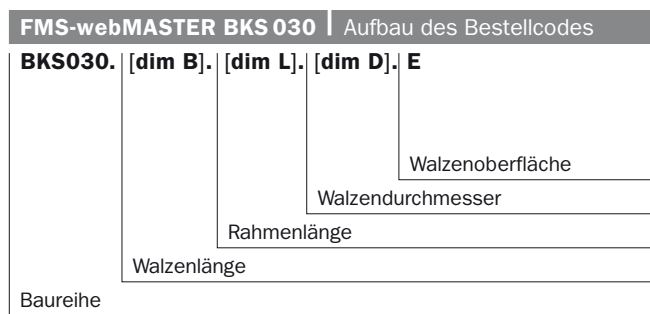 FMS-webMASTER BKS 030 | Aufbau des Bestellcodes
BKS030. [dim B]. [dim L]. [dim D]. E
Walzenoberfläche
Walzendurchmesser
Rahmenlänge
Walzenlänge
Baureihe